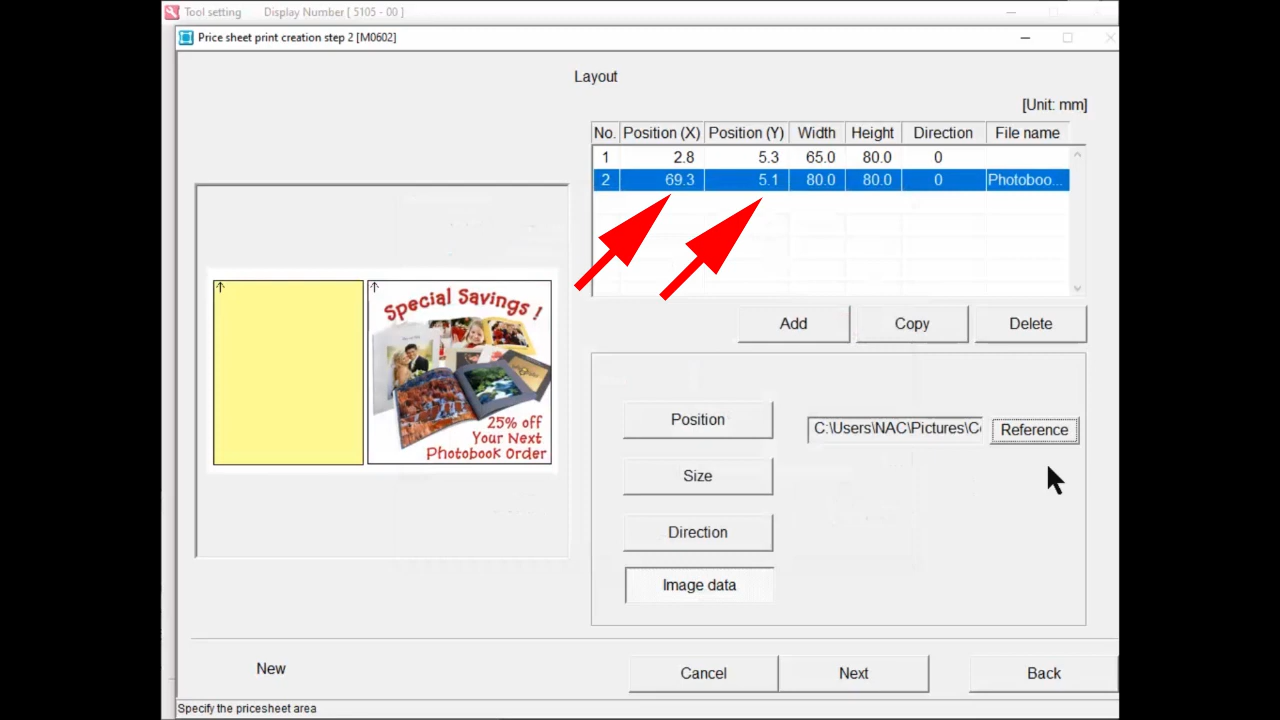 Tool setting Display Number [ 5105 - 00 ]
Price sheet print creation step 2 [M0602]
Layout
[Unit: mm]
No. Position (X) Position (Y) Width Height Direction File name
1 2.8 5.3 65.0 80.0 0
2 69.3 5.1 80.0 80.0 0 Photoboo...
Special Savings !
25% off
Your Next
Photobook Order
Add Copy Delete
Position
C:\Users\NAC\Pictures\C
Reference
Size
Direction
Image data
New
Cancel Next Back
Specify the pricesheet area